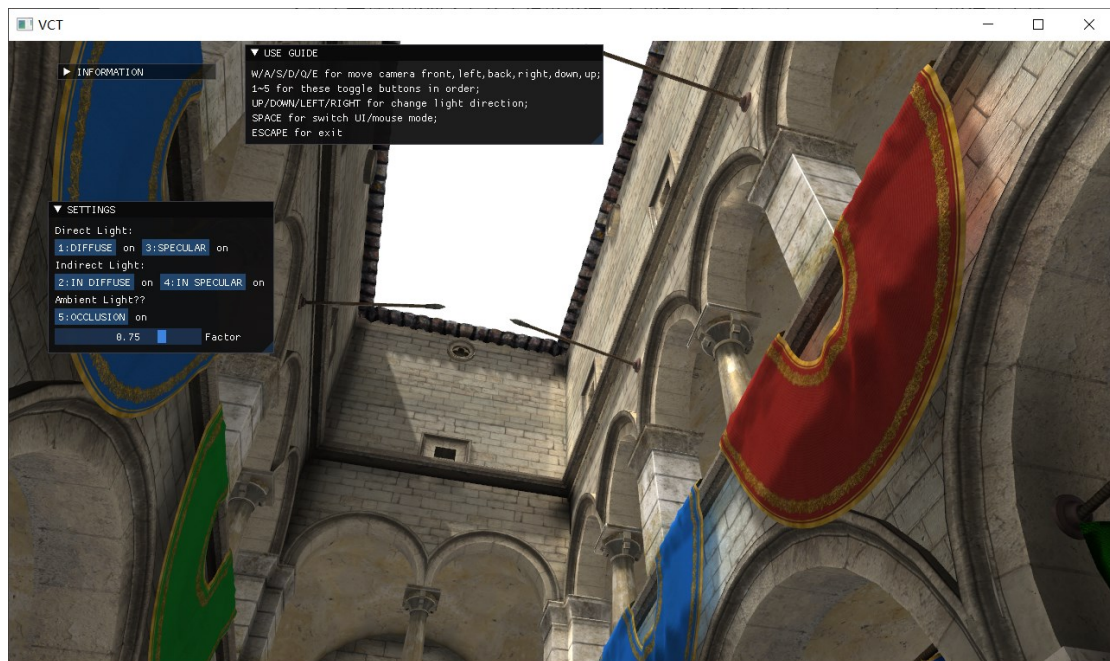 VCT
▼ USE GUIDE
W/A/S/D/Q/E for move camera front,left,back,right,down,up;
1~5 for these toggle buttons in order;
UP/DOWN/LEFT/RIGHT for change light direction;
SPACE for switch UI/mouse mode;
ESCAPE for exit
▶ INFORMATION
▼ SETTINGS
Direct Light:
1:DIFFUSE on 3:SPECULAR on
Indirect Light:
2:IN DIFFUSE on 4:IN SPECULAR on
Ambient Light??
5:OCCLUSION on
0.75 Factor